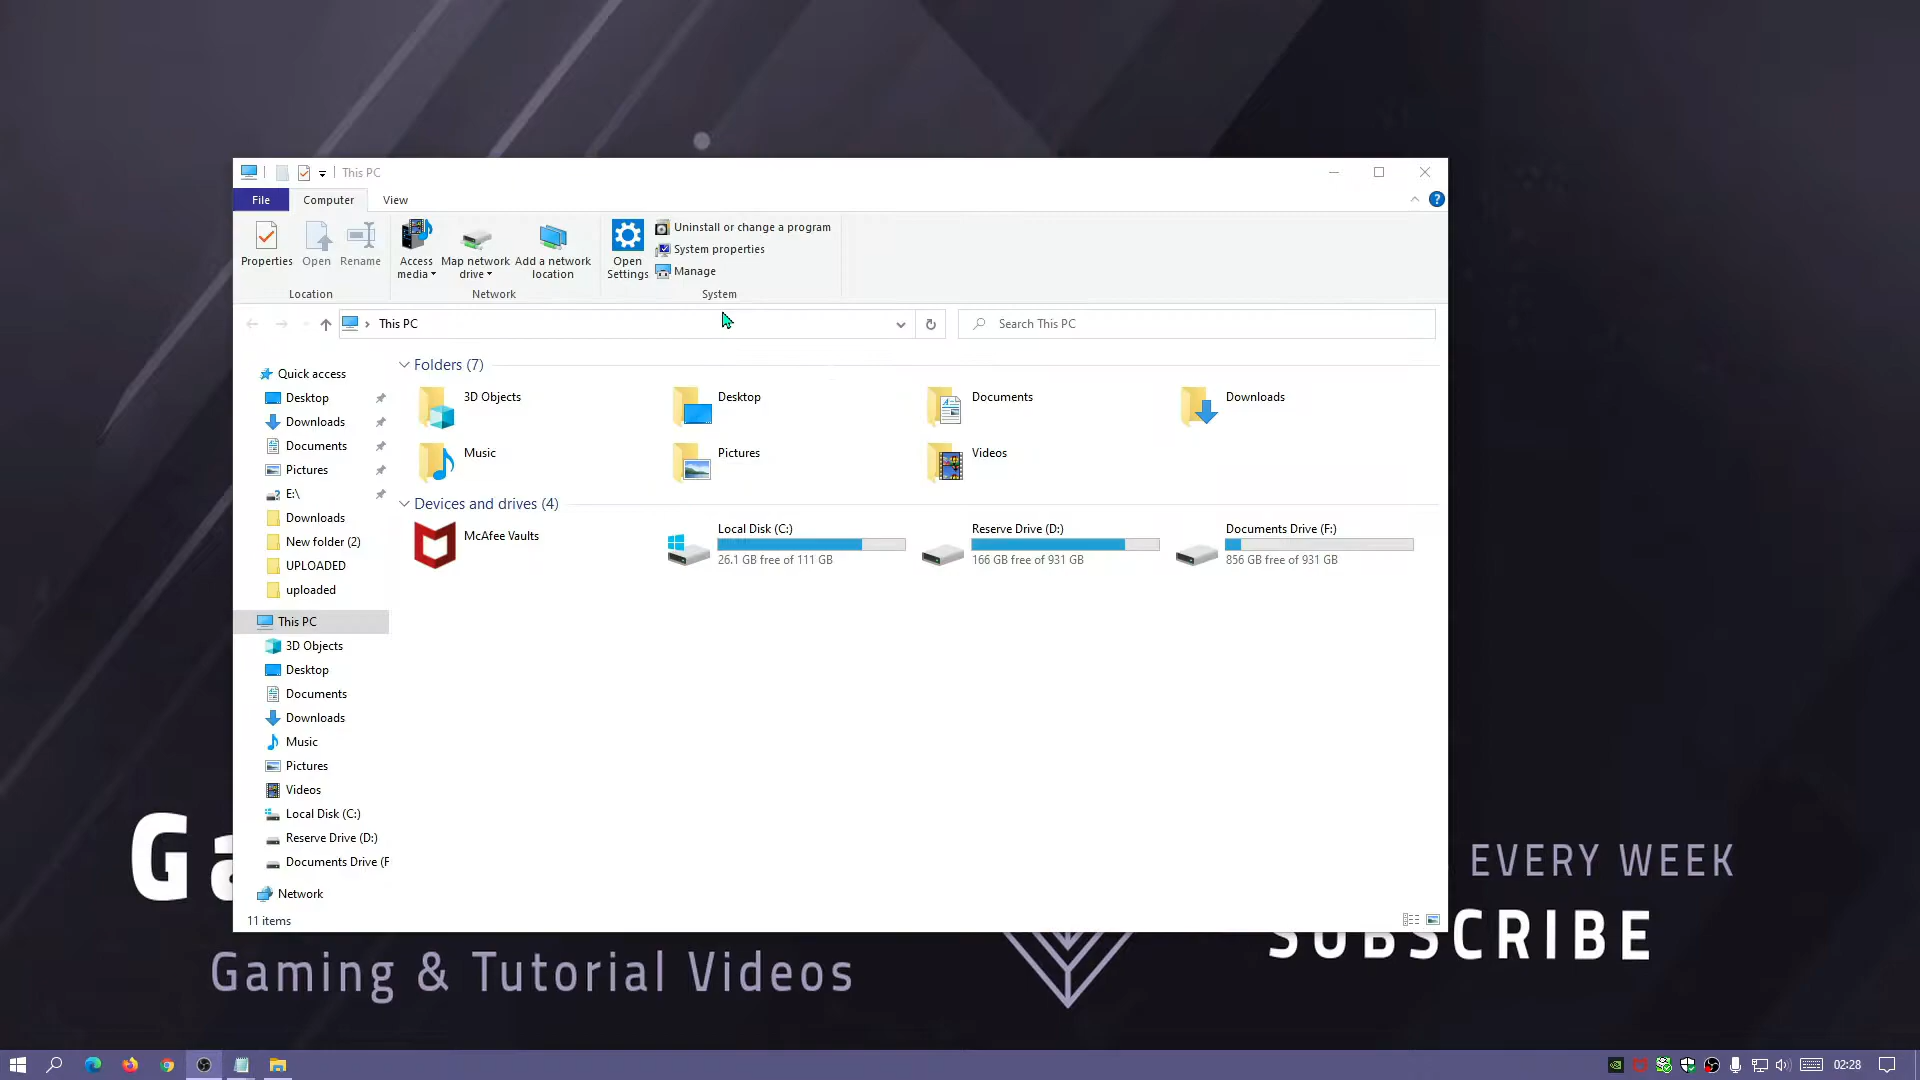 This PC
File Computer View
Properties Open Rename
Access media Map network drive Add a network location
Open Settings
Uninstall or change a program
System properties
Manage
Location Network System
This PC
Search This PC
Quick access
Desktop
Downloads
Documents
Pictures
E:\
Downloads
New folder (2)
UPLOADED
uploaded
This PC
3D Objects
Desktop
Documents
Downloads
Music
Pictures
Videos
Local Disk (C:)
Reserve Drive (D:)
Documents Drive (F
Network
Folders (7)
3D Objects Desktop Documents Downloads
Music Pictures Videos
Devices and drives (4)
McAfee Vaults
Local Disk (C:)
26.1 GB free of 111 GB
Reserve Drive (D:)
166 GB free of 931 GB
Documents Drive (F:)
856 GB free of 931 GB
11 items
EVERY WEEK
SUBSCRIBE
Gaming & Tutorial Videos
02:28